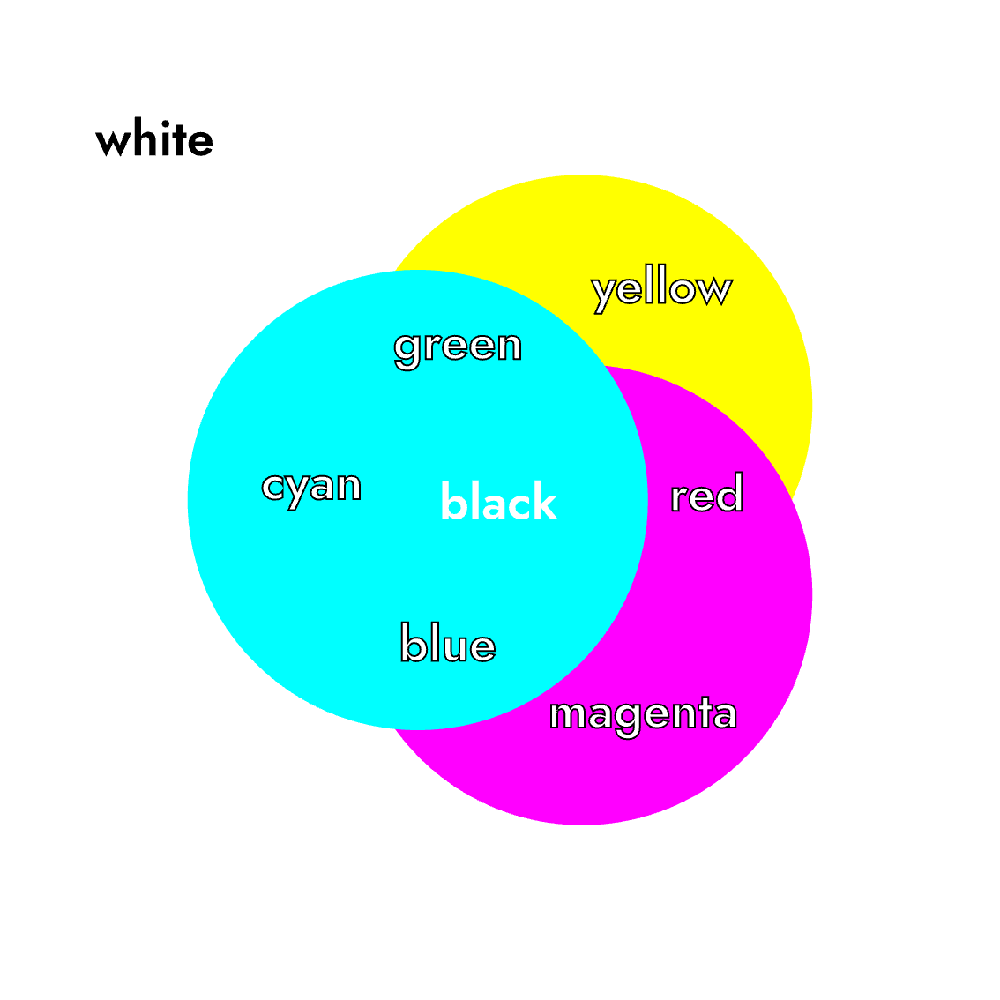 white
yellow
green
cyan
black
red
blue
magenta